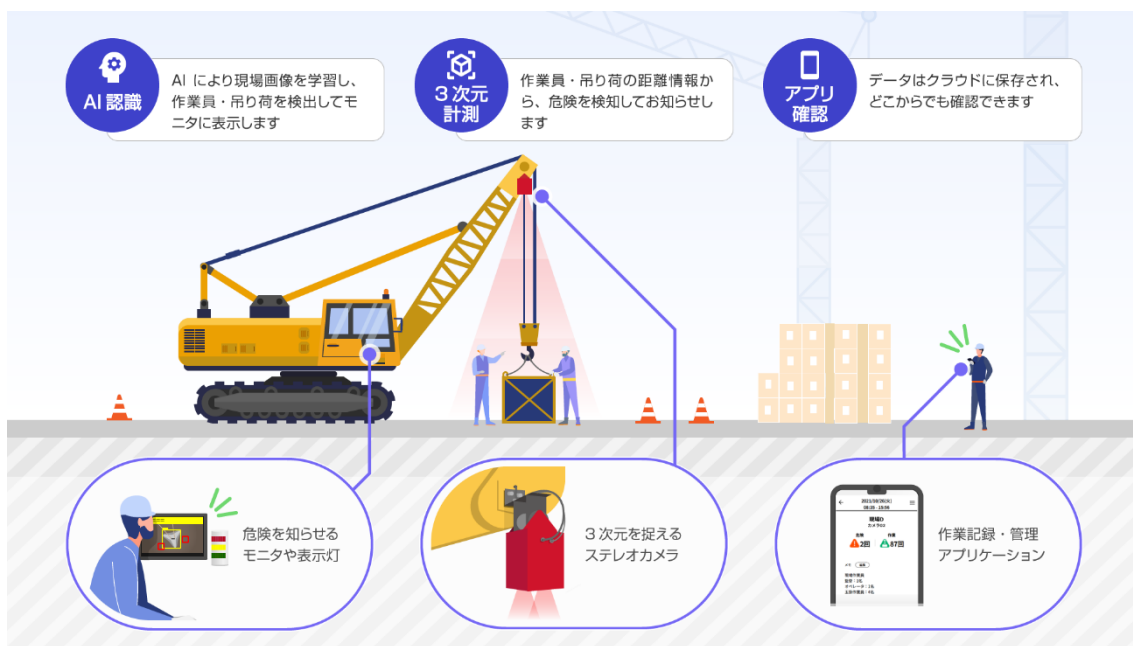 AI 認識
AI により現場画像を学習し、
作業員・吊り荷を検出してモ
ニタに表示します
3 次元
計測
作業員・吊り荷の距離情報か
ら、危険を検知してお知らせし
ます
アプリ
確認
データはクラウドに保存され、
どこからでも確認できます
危険を知らせる
モニタや表示灯
3 次元を捉える
ステレオカメラ
現場D
2回
87回
作業記録・管理
アプリケーション